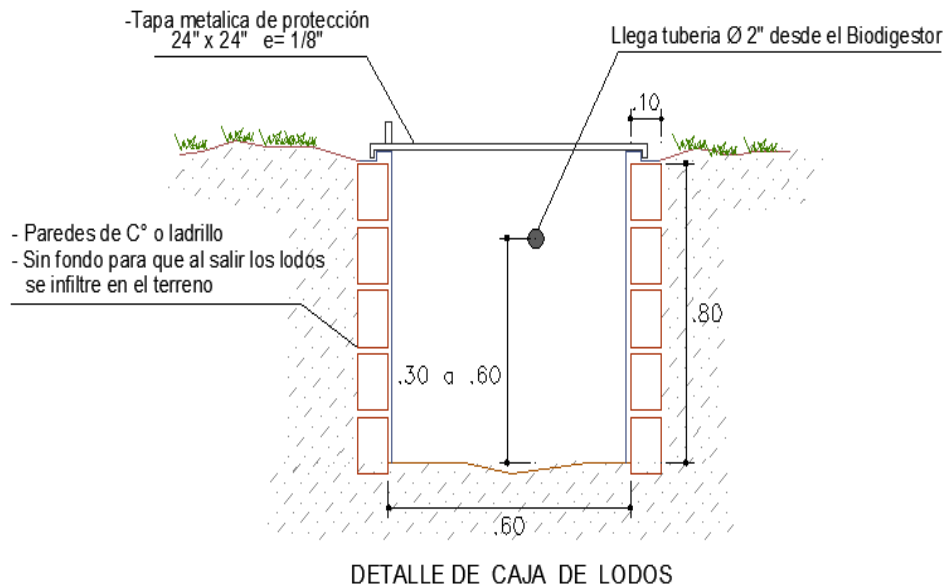 -Tapa metalica de protección
24" x 24" e= 1/8"
Llega tuberia Ø 2" desde el Biodigestor
.10
- Paredes de C° o ladrillo
- Sin fondo para que al salir los lodos
se infiltre en el terreno
.80
.30 a .60
.60
DETALLE DE CAJA DE LODOS